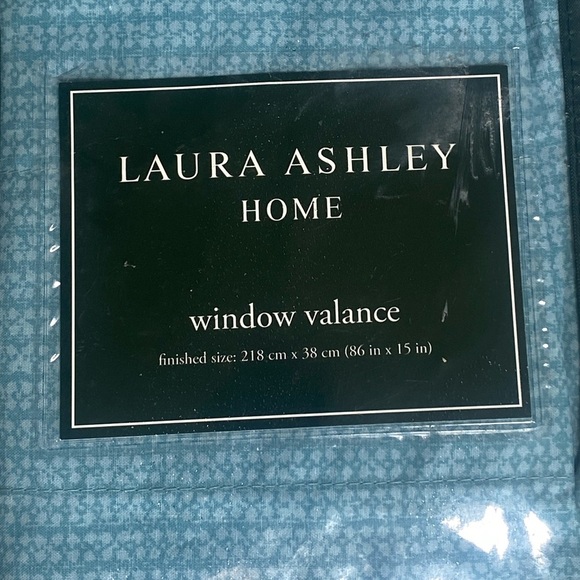 LAURA ASHLEY
HOME
window valance
finished size: 218 cm x 38 cm (86 in x 15 in)